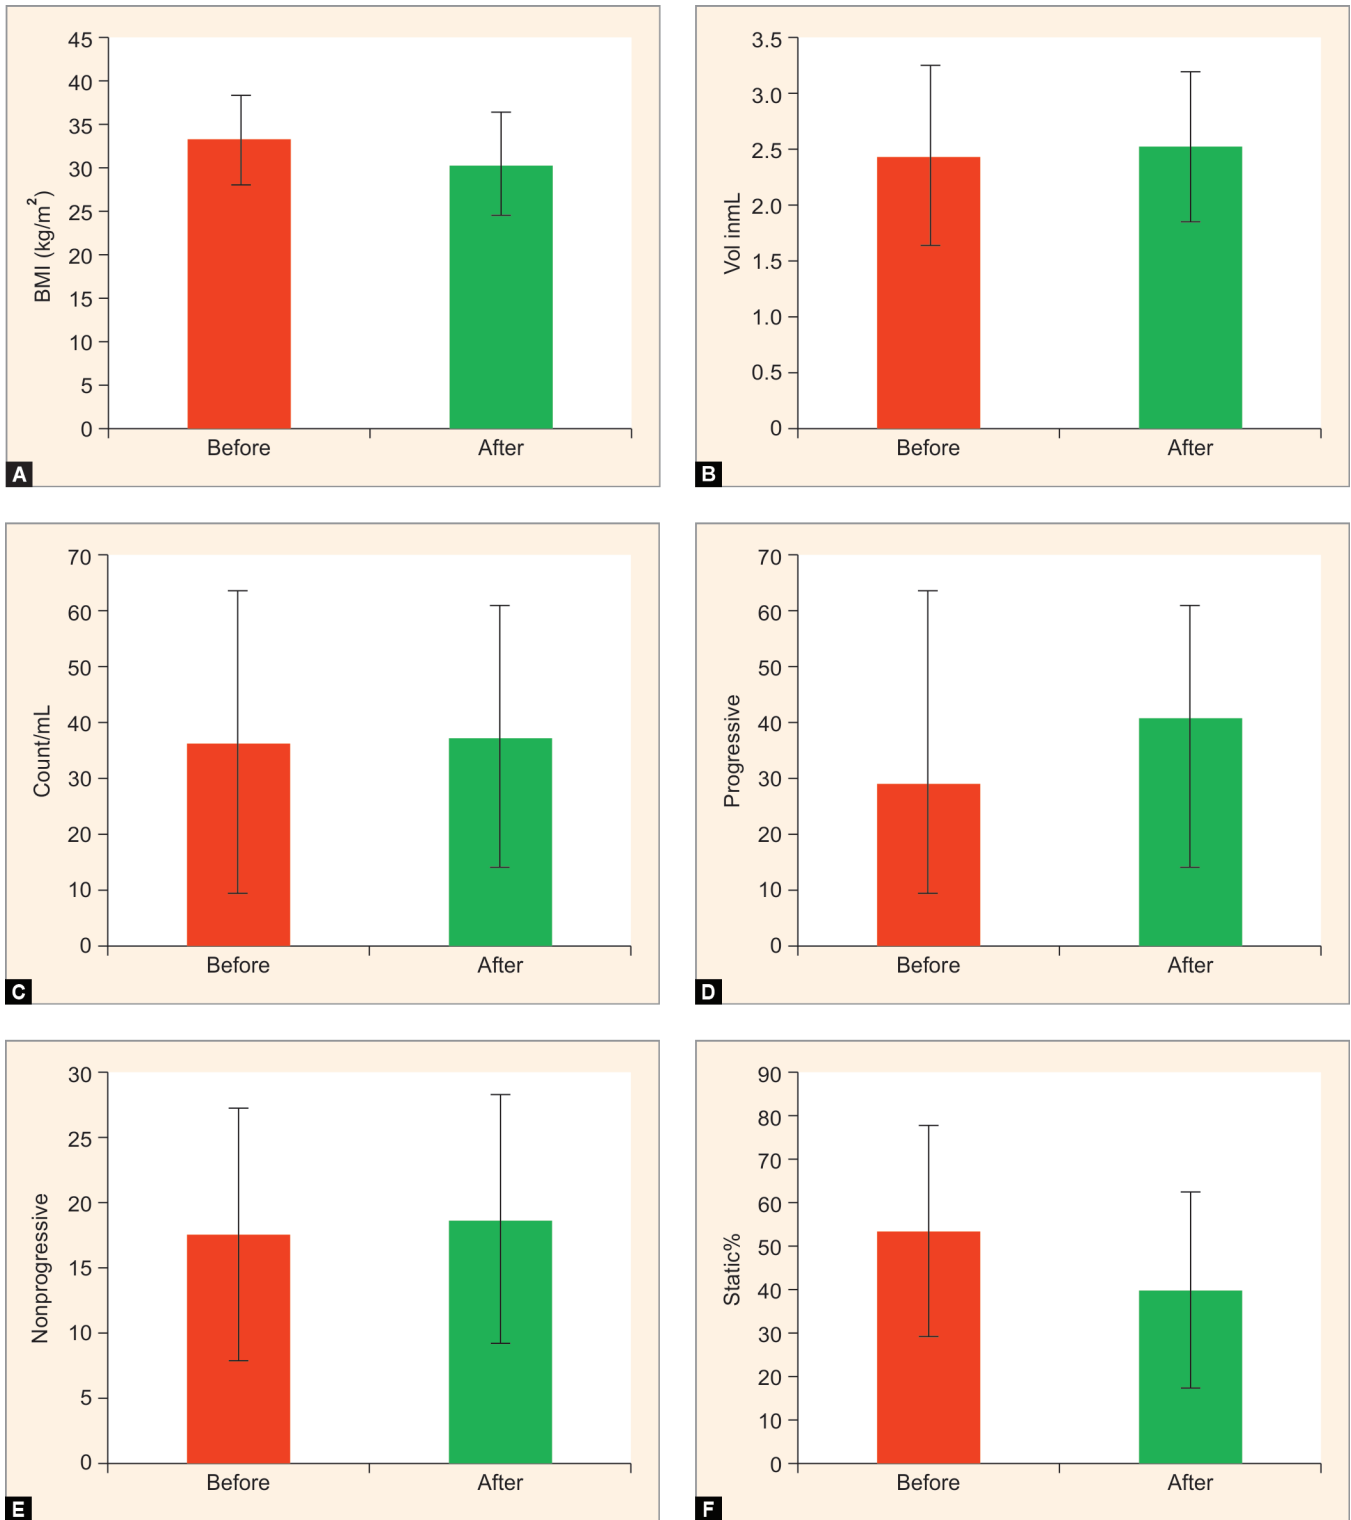 45
40
35
30
25
20
15
10
5
0
BMI (kg/m²)
Before After
A
3.5
3.0
2.5
2.0
1.5
1.0
0.5
0
Vol inmL
Before After
B
70
60
50
40
30
20
10
0
Count/mL
Before After
C
70
60
50
40
30
20
10
0
Progressive
Before After
D
30
25
20
15
10
5
0
Nonprogressive
Before After
E
90
80
70
60
50
40
30
20
10
0
Static%
Before After
F